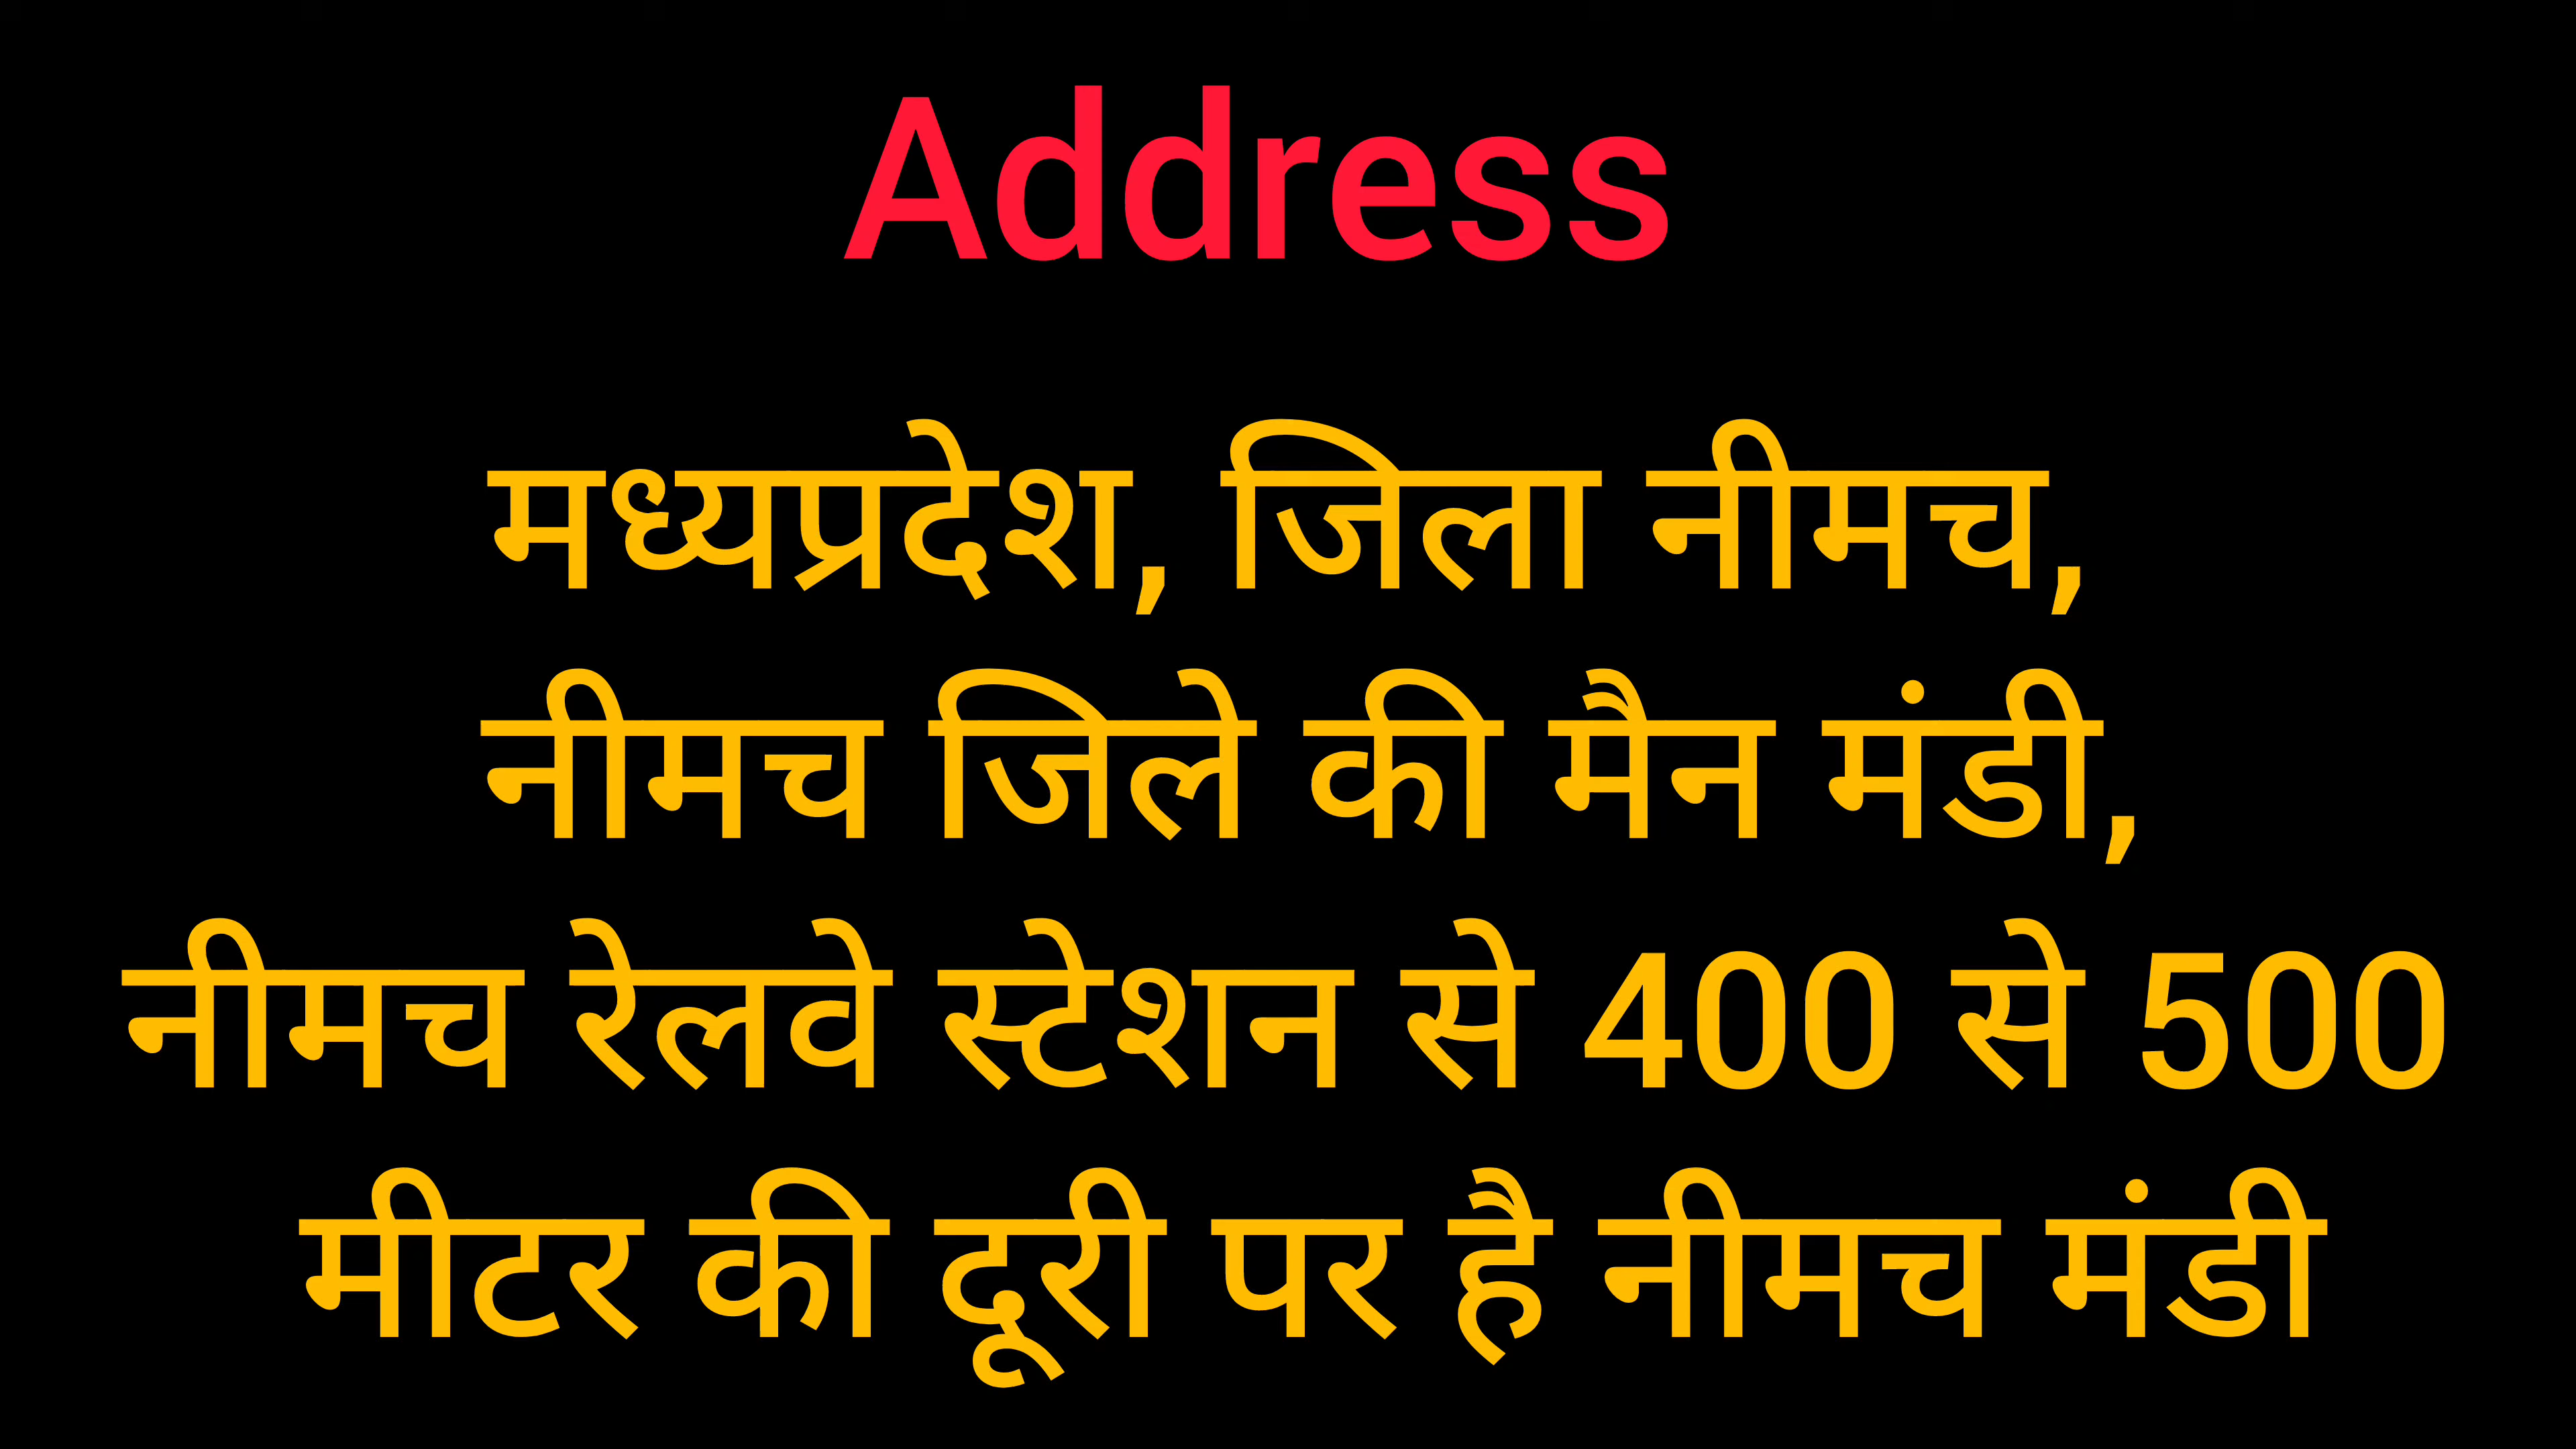 Address
मध्यप्रदेश, जिला नीमच,
नीमच जिले की मैन मंडी,
नीमच रेलवे स्टेशन से 400 से 500
मीटर की दूरी पर है नीमच मंडी